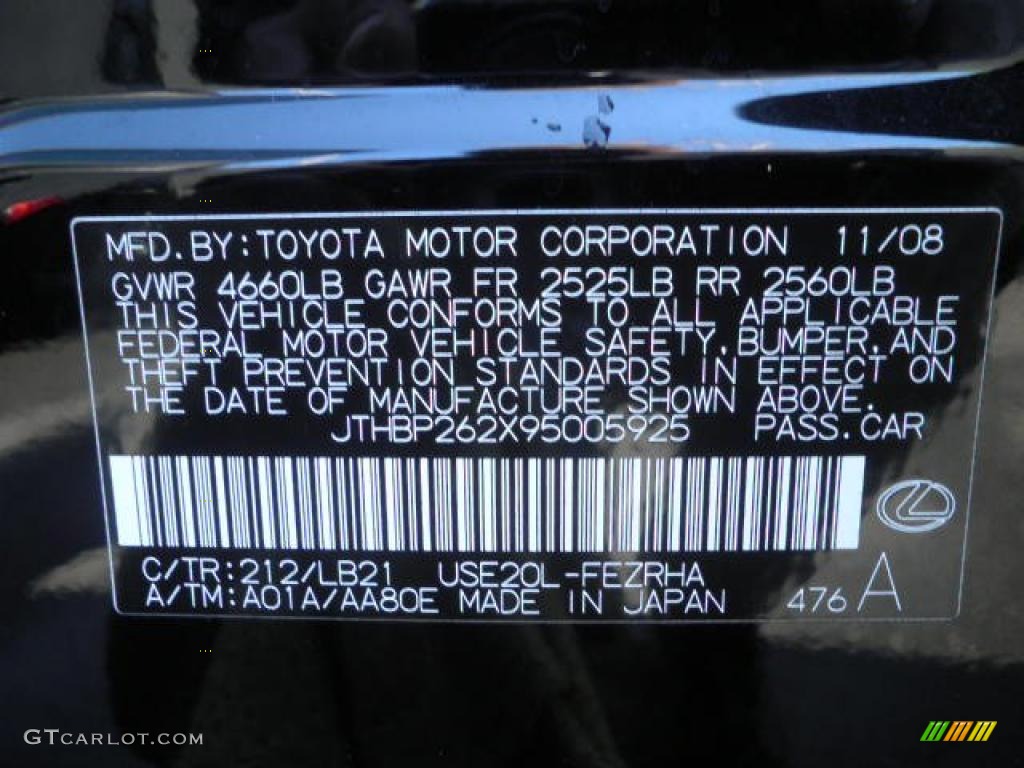 MFD.BY:TOYOTA MOTOR CORPORATION 11/08
GVWR 4660LB GAWR FR 2525LB RR 2560LB
THIS VEHICLE CONFORMS TO ALL APPLICABLE
FEDERAL MOTOR VEHICLE SAFETY,BUMPER,AND
THEFT PREVENTION STANDARDS IN EFFECT ON
THE DATE OF MANUFACTURE SHOWN ABOVE.
JTHBP262X95005925 PASS.CAR
C/TR:212/LB21 USE20L-FEZRHA
A/TM:A01A/AA80E MADE IN JAPAN 476 A
GTCARLOT.COM